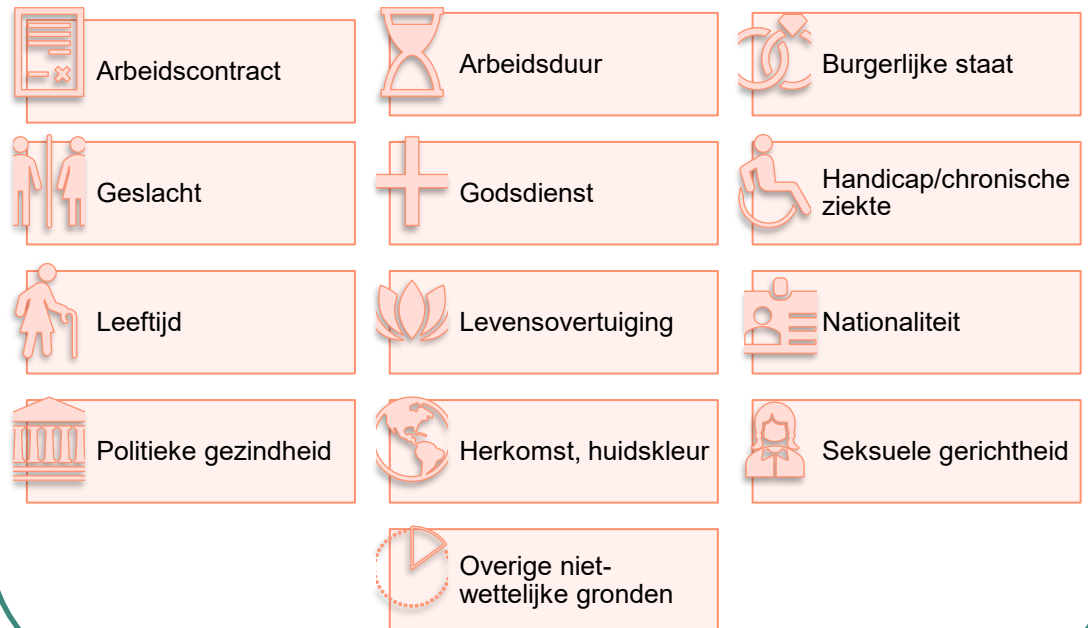 Arbeidscontract
Arbeidsduur
Burgerlijke staat
Geslacht
Godsdienst
Handicap/chronische
ziekte
Leeftijd
Levensovertuiging
Nationaliteit
Politieke gezindheid
Herkomst, huidskleur
Seksuele gerichtheid
Overige niet-
wettelijke gronden